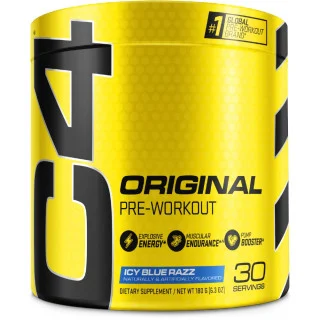 #1 GLOBAL
PRE-WORKOUT
BRAND
C4
ORIGINAL
PRE-WORKOUT
EXPLOSIVE
ENERGY
MUSCULAR
ENDURANCE
PUMP
BOOSTER
ICY BLUE RAZZ
NATURALLY & ARTIFICIALLY FLAVORED
30
SERVINGS
DIETARY SUPPLEMENT / NET WT 180 G (6.3 OZ)